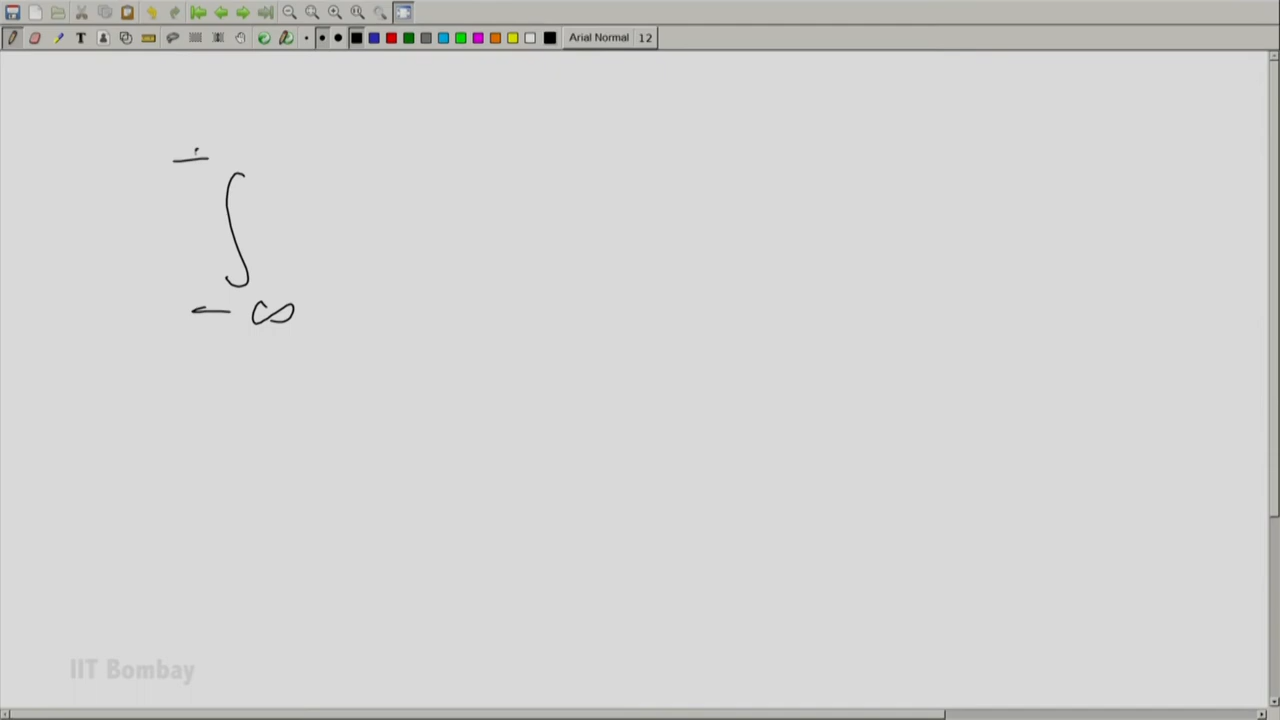 Arial Normal 12
∫
- ∞
IIT Bombay